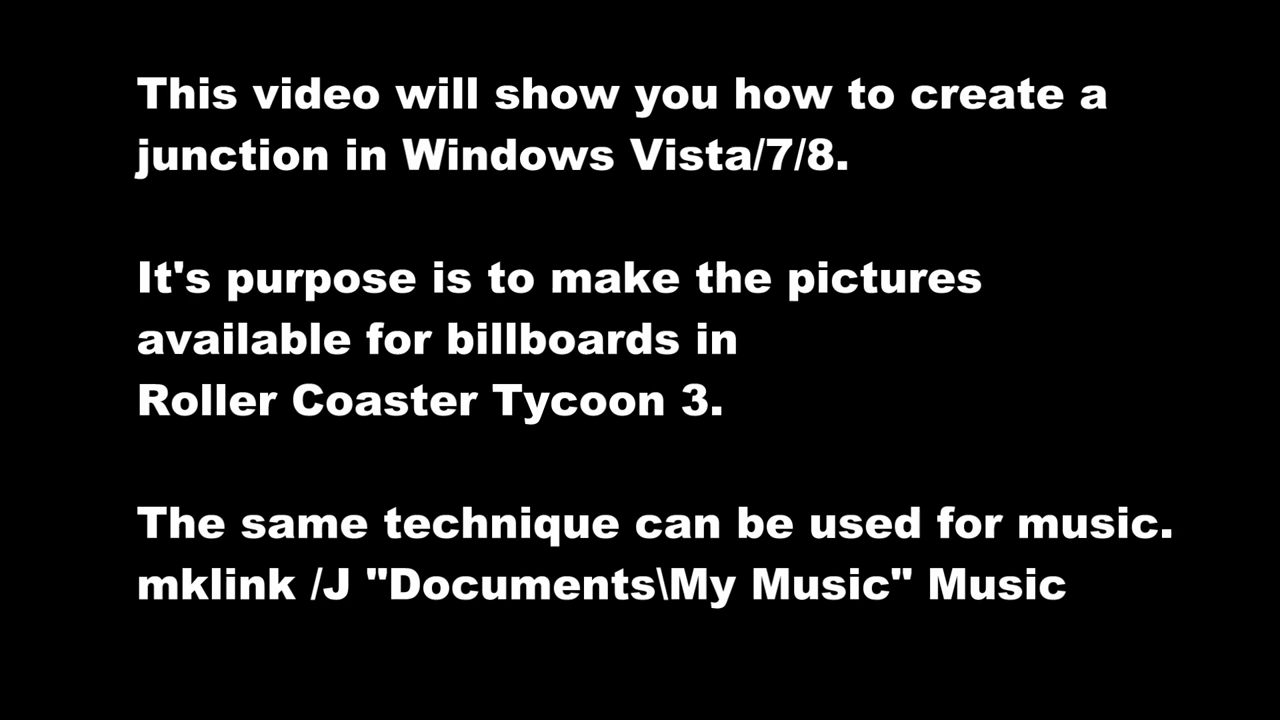 This video will show you how to create a
junction in Windows Vista/7/8.
It's purpose is to make the pictures
available for billboards in
Roller Coaster Tycoon 3.
The same technique can be used for music.
mklink /J "Documents\My Music" Music